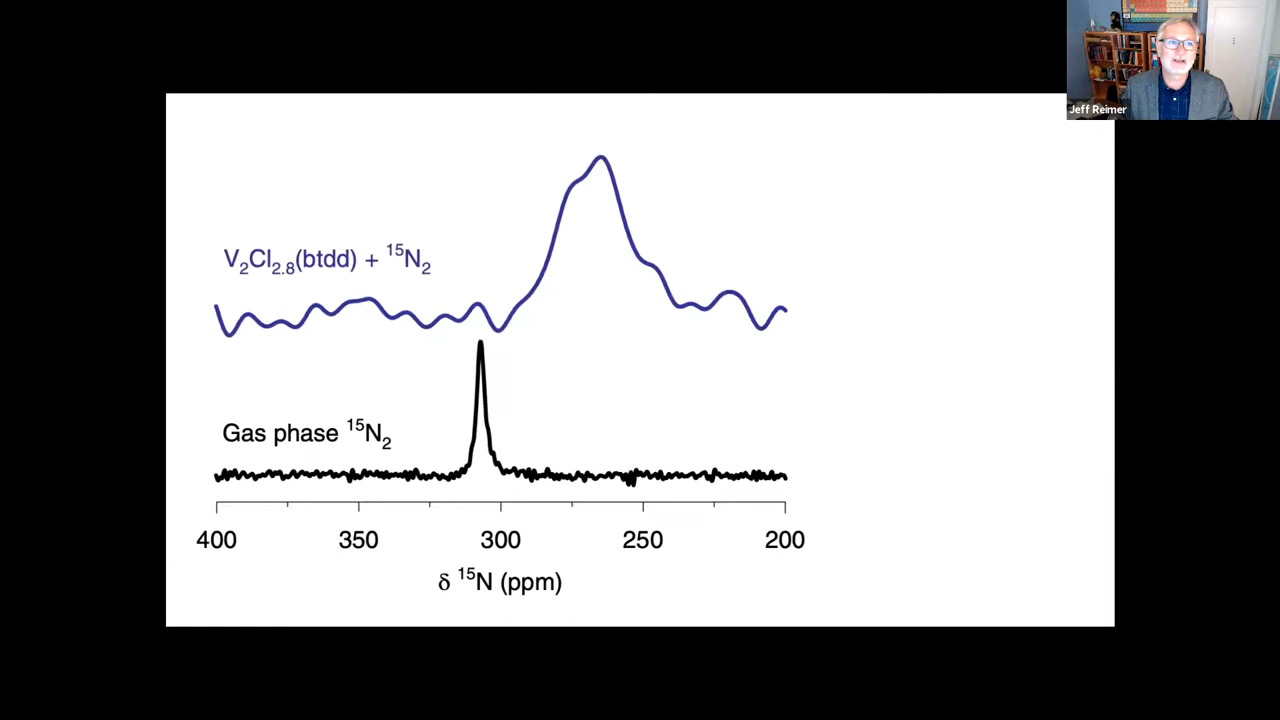 Jeff Reimer
V₂Cl₂.₈(btdd) + ¹⁵N₂
Gas phase ¹⁵N₂
400 350 300 250 200
δ ¹⁵N (ppm)